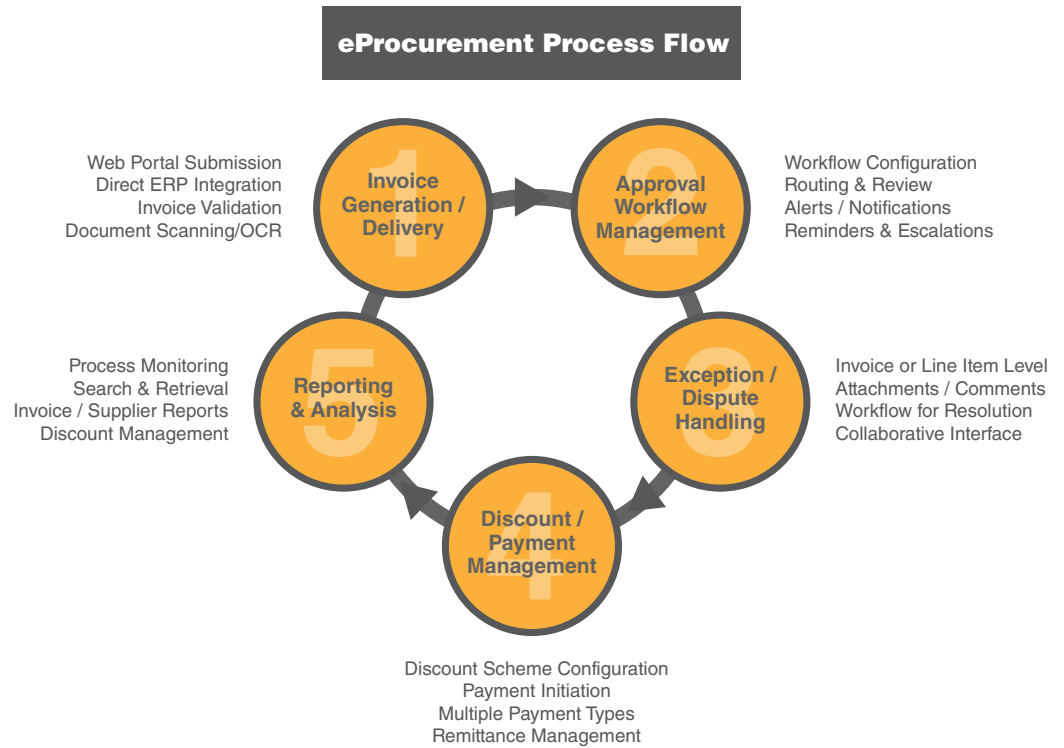 eProcurement Process Flow
1
Invoice
Generation /
Delivery
Web Portal Submission
Direct ERP Integration
Invoice Validation
Document Scanning/OCR
2
Approval
Workflow
Management
Workflow Configuration
Routing & Review
Alerts / Notifications
Reminders & Escalations
3
Exception /
Dispute
Handling
Invoice or Line Item Level
Attachments / Comments
Workflow for Resolution
Collaborative Interface
4
Discount /
Payment
Management
Discount Scheme Configuration
Payment Initiation
Multiple Payment Types
Remittance Management
5
Reporting
& Analysis
Process Monitoring
Search & Retrieval
Invoice / Supplier Reports
Discount Management